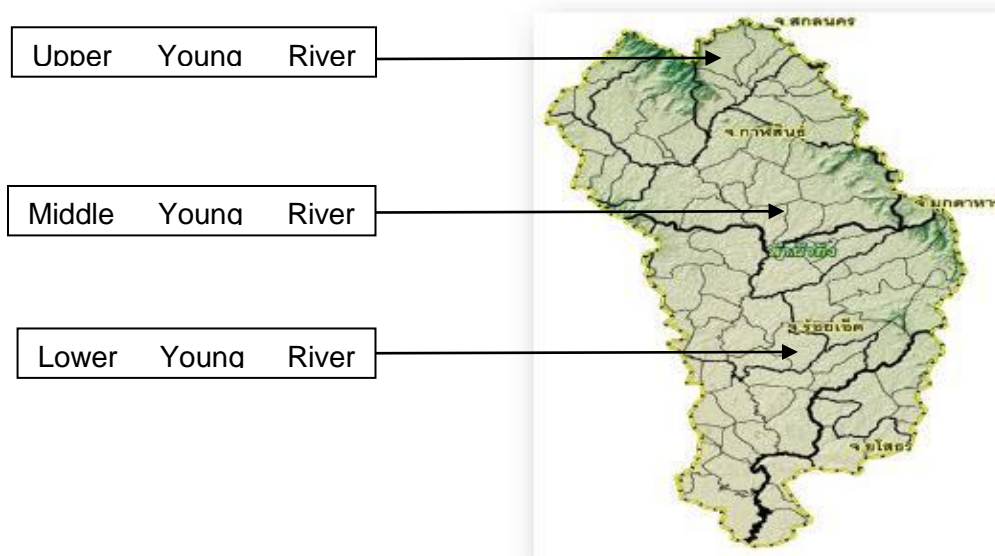 จ.สกลนคร
Upper Young River
จ.กาฬสินธุ์
Middle Young River
จ.มุกดาหาร
จ.ร้อยเอ็ด
Lower Young River
จ.ยโสธร